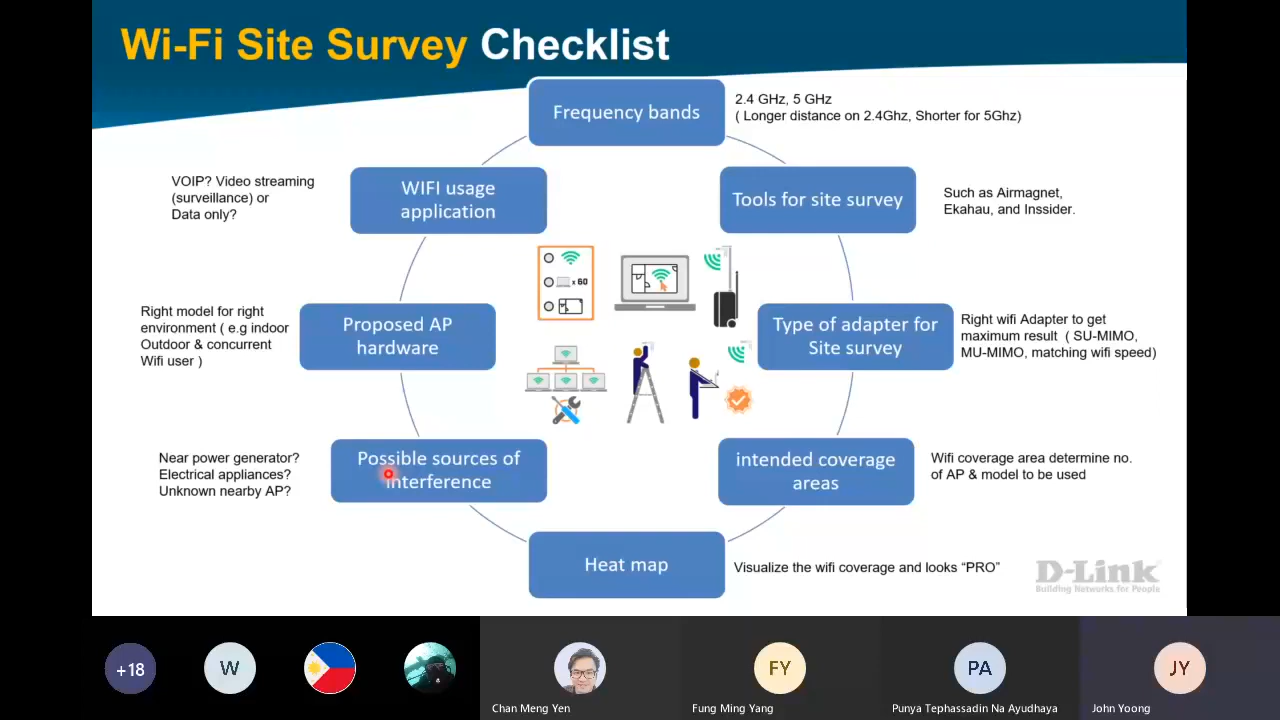 Wi-Fi Site Survey Checklist
Frequency bands
2.4 GHz, 5 GHz
( Longer distance on 2.4Ghz, Shorter for 5Ghz)
Tools for site survey
Such as Airmagnet,
Ekahau, and Inssider.
Type of adapter for
Site survey
Right wifi Adapter to get
maximum result ( SU-MIMO,
MU-MIMO, matching wifi speed)
intended coverage
areas
Wifi coverage area determine no.
of AP & model to be used
Heat map
Visualize the wifi coverage and looks “PRO”
Possible sources of
interference
Near power generator?
Electrical appliances?
Unknown nearby AP?
Proposed AP
hardware
Right model for right
environment ( e.g indoor
Outdoor & concurrent
Wifi user )
WIFI usage
application
VOIP? Video streaming
(surveillance) or
Data only?
x 60
D-Link
Building Networks for People
+18
W
FY
PA
JY
Chan Meng Yen
Fung Ming Yang
Punya Tephassadin Na Ayudhaya
John Yoong